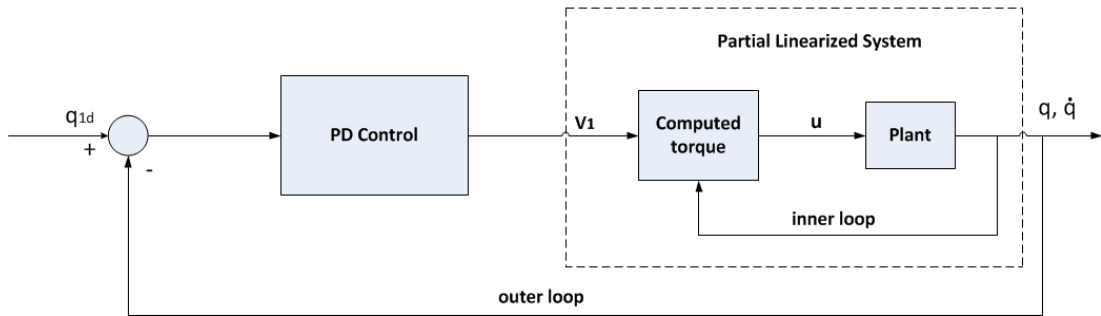 Partial Linearized System
q1d
+
-
PD Control
V1
Computed
torque
u
Plant
q, q̇
inner loop
outer loop